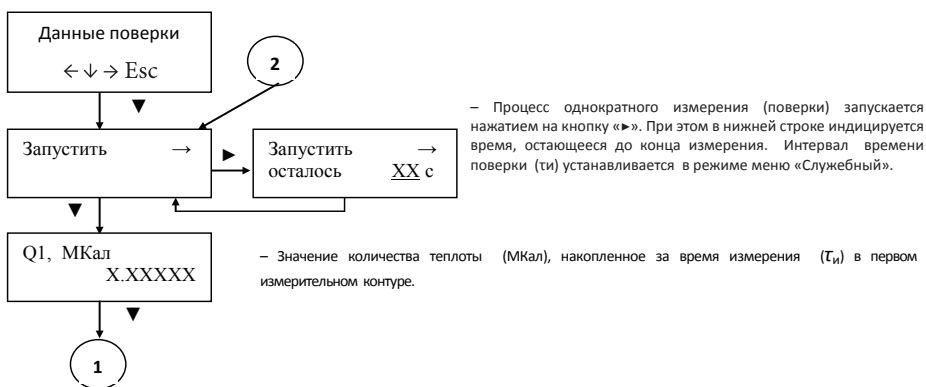 Данные поверки
← ↓ → Esc
2
▼
Запустить →
►
Запустить →
осталось XX с
– Процесс однократного измерения (поверки) запускается
нажатием на кнопку «►». При этом в нижней строке индицируется
время, остающееся до конца измерения. Интервал времени
поверки (τи) устанавливается в режиме меню «Служебный».
▼
Q1, МКал
X.XXXXX
– Значение количества теплоты (МКал), накопленное за время измерения (τи) в первом
измерительном контуре.
▼
1